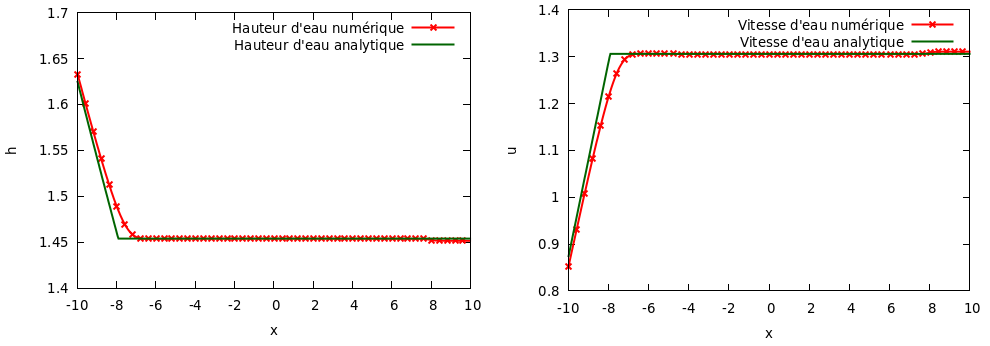 1.7
1.65
1.6
1.55
1.5
1.45
1.4
h
Hauteur d'eau numérique
Hauteur d'eau analytique
-10 -8 -6 -4 -2 0 2 4 6 8 10
x
1.4
1.3
1.2
1.1
1
0.9
0.8
u
Vitesse d'eau numérique
Vitesse d'eau analytique
-10 -8 -6 -4 -2 0 2 4 6 8 10
x